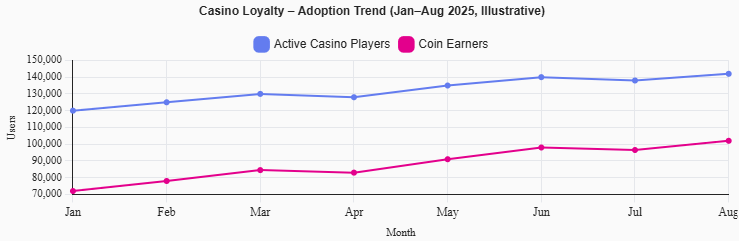 Casino Loyalty – Adoption Trend (Jan–Aug 2025, Illustrative)
Active Casino Players Coin Earners
150,000
140,000
130,000
120,000
110,000
100,000
90,000
80,000
70,000
Users
Jan Feb Mar Apr May Jun Jul Aug
Month